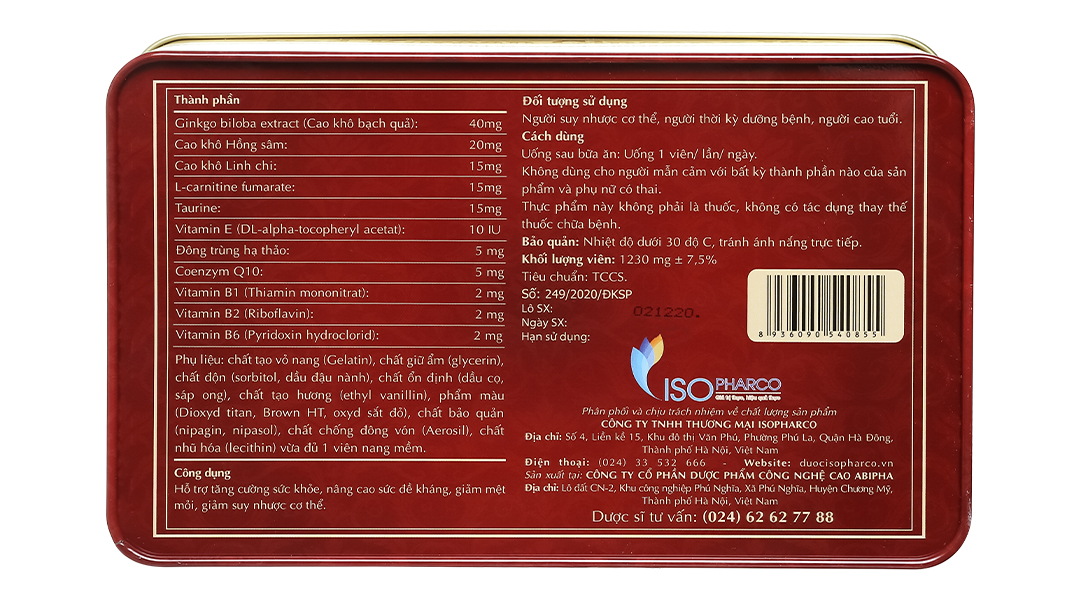 Thành phần
Ginkgo biloba extract (Cao khô bạch quả): 40mg
Cao khô Hồng sâm: 20mg
Cao khô Linh chi: 15mg
L-carnitine fumarate: 15mg
Taurine: 15mg
Vitamin E (DL-alpha-tocopheryl acetat): 10 IU
Đông trùng hạ thảo: 5 mg
Coenzym Q10: 5 mg
Vitamin B1 (Thiamin mononitrat): 2 mg
Vitamin B2 (Riboflavin): 2 mg
Vitamin B6 (Pyridoxin hydroclorid): 2 mg
Phụ liệu: chất tạo vỏ nang (Gelatin), chất giữ ẩm (glycerin),
chất độn (sorbitol, dầu đậu nành), chất ổn định (dầu cọ,
sáp ong), chất tạo hương (ethyl vanillin), phẩm màu
(Dioxyd titan, Brown HT, oxyd sắt đỏ), chất bảo quản
(nipagin, nipasol), chất chống đông vón (Aerosil), chất
nhũ hóa (lecithin) vừa đủ 1 viên nang mềm.
Công dụng
Hỗ trợ tăng cường sức khỏe, nâng cao sức đề kháng, giảm mệt
mỏi, giảm suy nhược cơ thể.
Đối tượng sử dụng
Người suy nhược cơ thể, người thời kỳ dưỡng bệnh, người cao tuổi.
Cách dùng
Uống sau bữa ăn: Uống 1 viên/ lần/ ngày.
Không dùng cho người mẫn cảm với bất kỳ thành phần nào của sản
phẩm và phụ nữ có thai.
Thực phẩm này không phải là thuốc, không có tác dụng thay thế
thuốc chữa bệnh.
Bảo quản: Nhiệt độ dưới 30 độ C, tránh ánh nắng trực tiếp.
Khối lượng viên: 1230 mg ± 7,5%
Tiêu chuẩn: TCCS.
Số: 249/2020/ĐKSP
Lô SX: 021220.
Ngày SX:
Hạn sử dụng:
8 936090 540855
ISOPHARCO
Giá trị thực, hiệu quả thực
Phân phối và chịu trách nhiệm về chất lượng sản phẩm
CÔNG TY TNHH THƯƠNG MẠI ISOPHARCO
Địa chỉ: Số 4, Liền kề 15, Khu đô thị Văn Phú, Phường Phú La, Quận Hà Đông,
Thành phố Hà Nội, Việt Nam
Điện thoại: (024) 33 532 666 - Website: duocisopharco.vn
Sản xuất tại: CÔNG TY CỔ PHẦN DƯỢC PHẨM CÔNG NGHỆ CAO ABIPHA
Địa chỉ: Lô đất CN-2, Khu công nghiệp Phú Nghĩa, Xã Phú Nghĩa, Huyện Chương Mỹ,
Thành phố Hà Nội, Việt Nam
Dược sĩ tư vấn: (024) 62 62 77 88